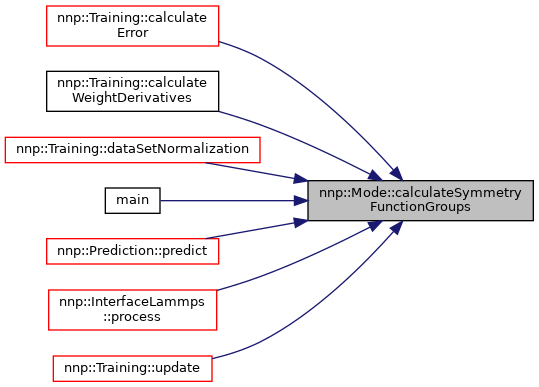 nnp::Training::calculate
Error
nnp::Training::calculate
WeightDerivatives
nnp::Training::dataSetNormalization
main
nnp::Prediction::predict
nnp::InterfaceLammps
::process
nnp::Training::update
nnp::Mode::calculateSymmetry
FunctionGroups